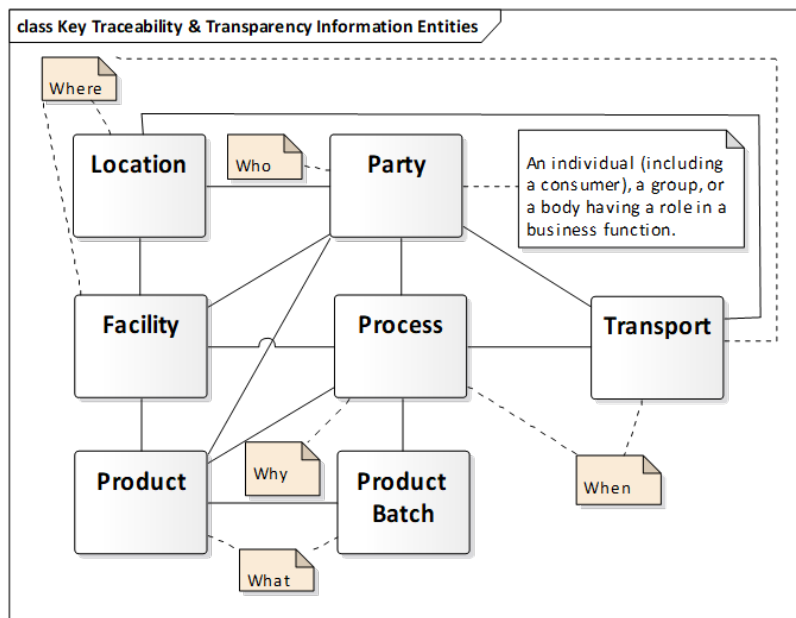 class Key Traceability & Transparency Information Entities
Where
Location
Who
Party
An individual (including
a consumer), a group, or
a body having a role in a
business function.
Facility
Process
Transport
Product
Why
Product
Batch
When
What